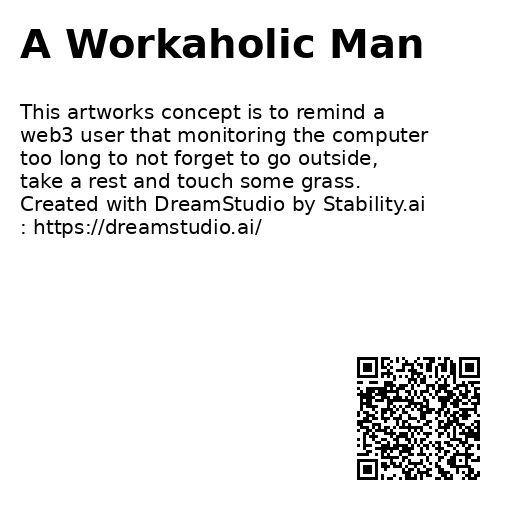 A Workaholic Man
This artworks concept is to remind a
web3 user that monitoring the computer
too long to not forget to go outside,
take a rest and touch some grass.
Created with DreamStudio by Stability.ai
: https://dreamstudio.ai/